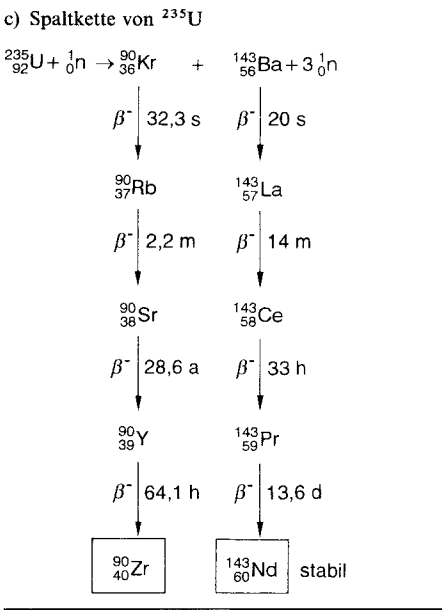 c) Spaltkette von ²³⁵U
²³⁵₉₂U + ¹₀n → ⁹⁰₃₆Kr + ¹⁴³₅₆Ba + 3 ¹₀n
β⁻ 32,3 s β⁻ 20 s
⁹⁰₃₇Rb ¹⁴³₅₇La
β⁻ 2,2 m β⁻ 14 m
⁹⁰₃₈Sr ¹⁴³₅₈Ce
β⁻ 28,6 a β⁻ 33 h
⁹⁰₃₉Y ¹⁴³₅₉Pr
β⁻ 64,1 h β⁻ 13,6 d
⁹⁰₄₀Zr ¹⁴³₆₀Nd stabil